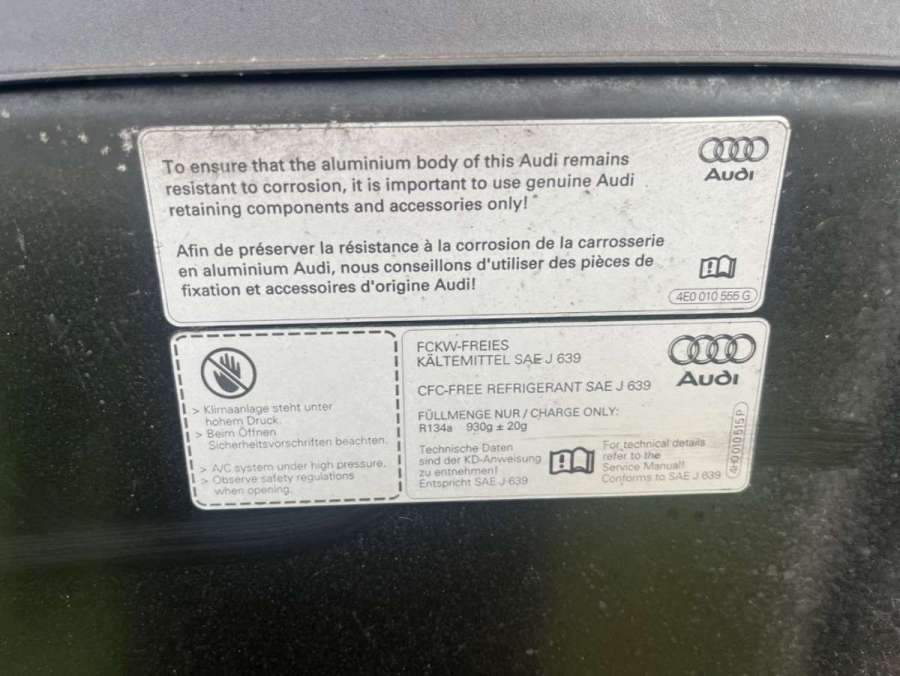 To ensure that the aluminium body of this Audi remains
resistant to corrosion, it is important to use genuine Audi
retaining components and accessories only!
Afin de préserver la résistance à la corrosion de la carrosserie
en aluminium Audi, nous conseillons d'utiliser des pièces de
fixation et accessoires d'origine Audi!
Audi
4E0 010 555 G
> Klimaanlage steht unter
hohem Druck.
> Beim Öffnen
Sicherheitsvorschriften beachten.
> A/C system under high pressure.
> Observe safety regulations
when opening.
FCKW-FREIES
KÄLTEMITTEL SAE J 639
CFC-FREE REFRIGERANT SAE J 639
FÜLLMENGE NUR / CHARGE ONLY:
R134a 930g ± 20g
Technische Daten
sind der KD-Anweisung
zu entnehmen!
Entspricht SAE J 639
For technical details
refer to the
Service Manual!
Conforms to SAE J 639
Audi
4H0 010 515 P